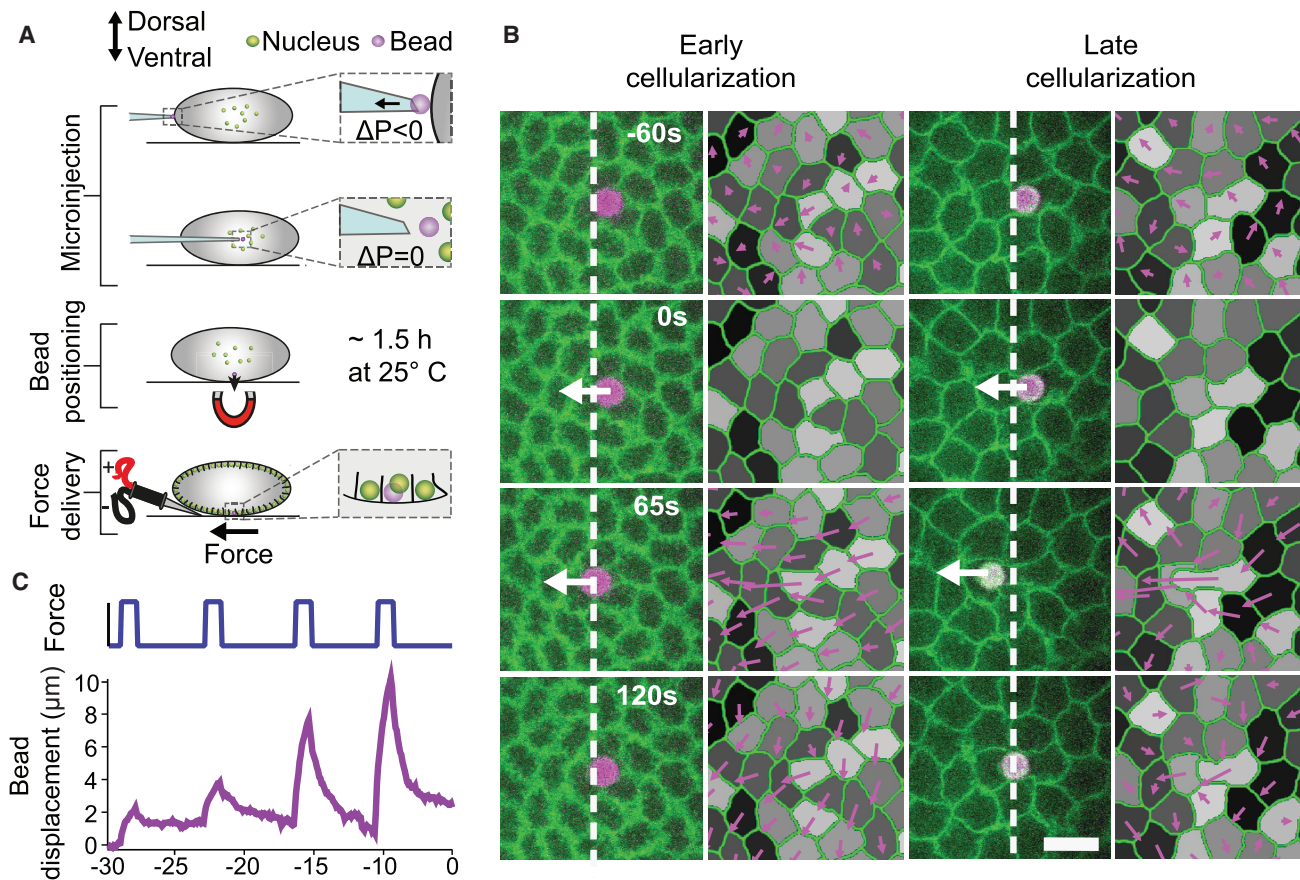 A
Dorsal
Ventral
Nucleus
Bead
Microinjection
ΔP<0
ΔP=0
Bead
positioning
~ 1.5 h
at 25° C
Force
delivery
+
-
Force
B
Early
cellularization
Late
cellularization
-60s
0s
65s
120s
C
Force
Bead
displacement (μm)
10
8
6
4
2
0
-30
-25
-20
-15
-10
0